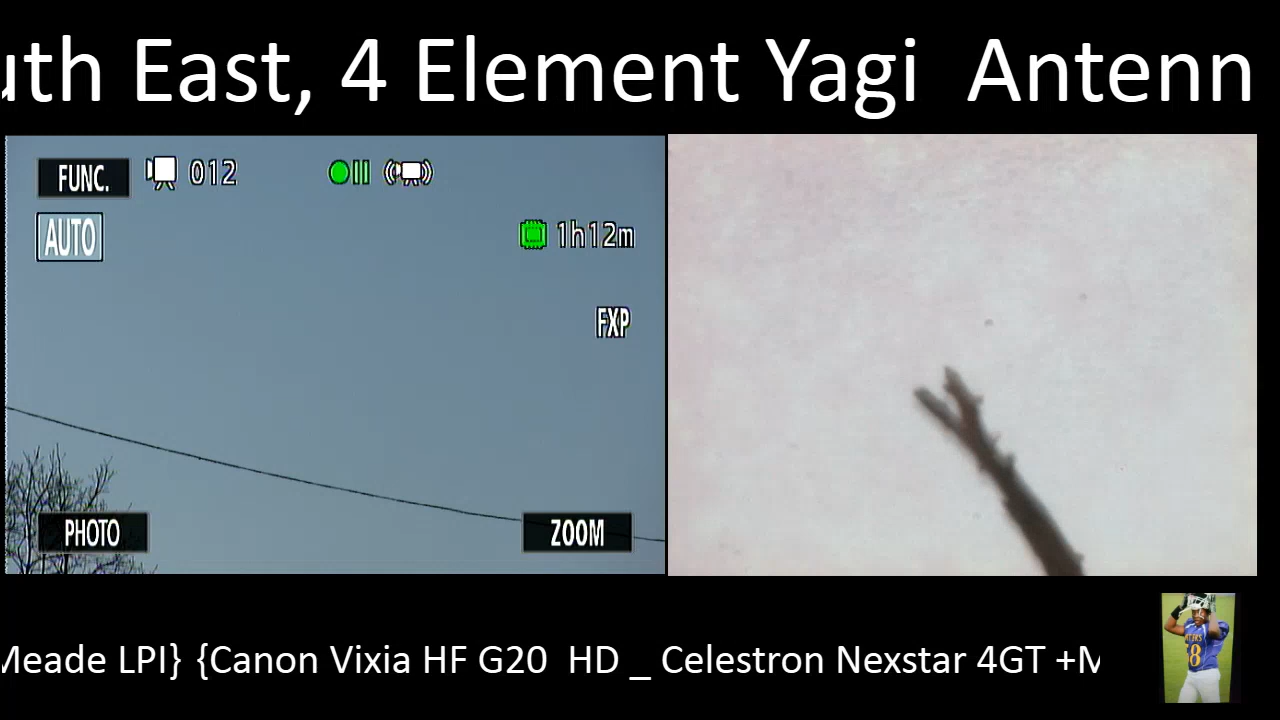 uth East, 4 Element Yagi Antenn
FUNC. 012
AUTO
1h12m
FXP
PHOTO
ZOOM
Meade LPI} {Canon Vixia HF G20 HD _ Celestron Nexstar 4GT +M